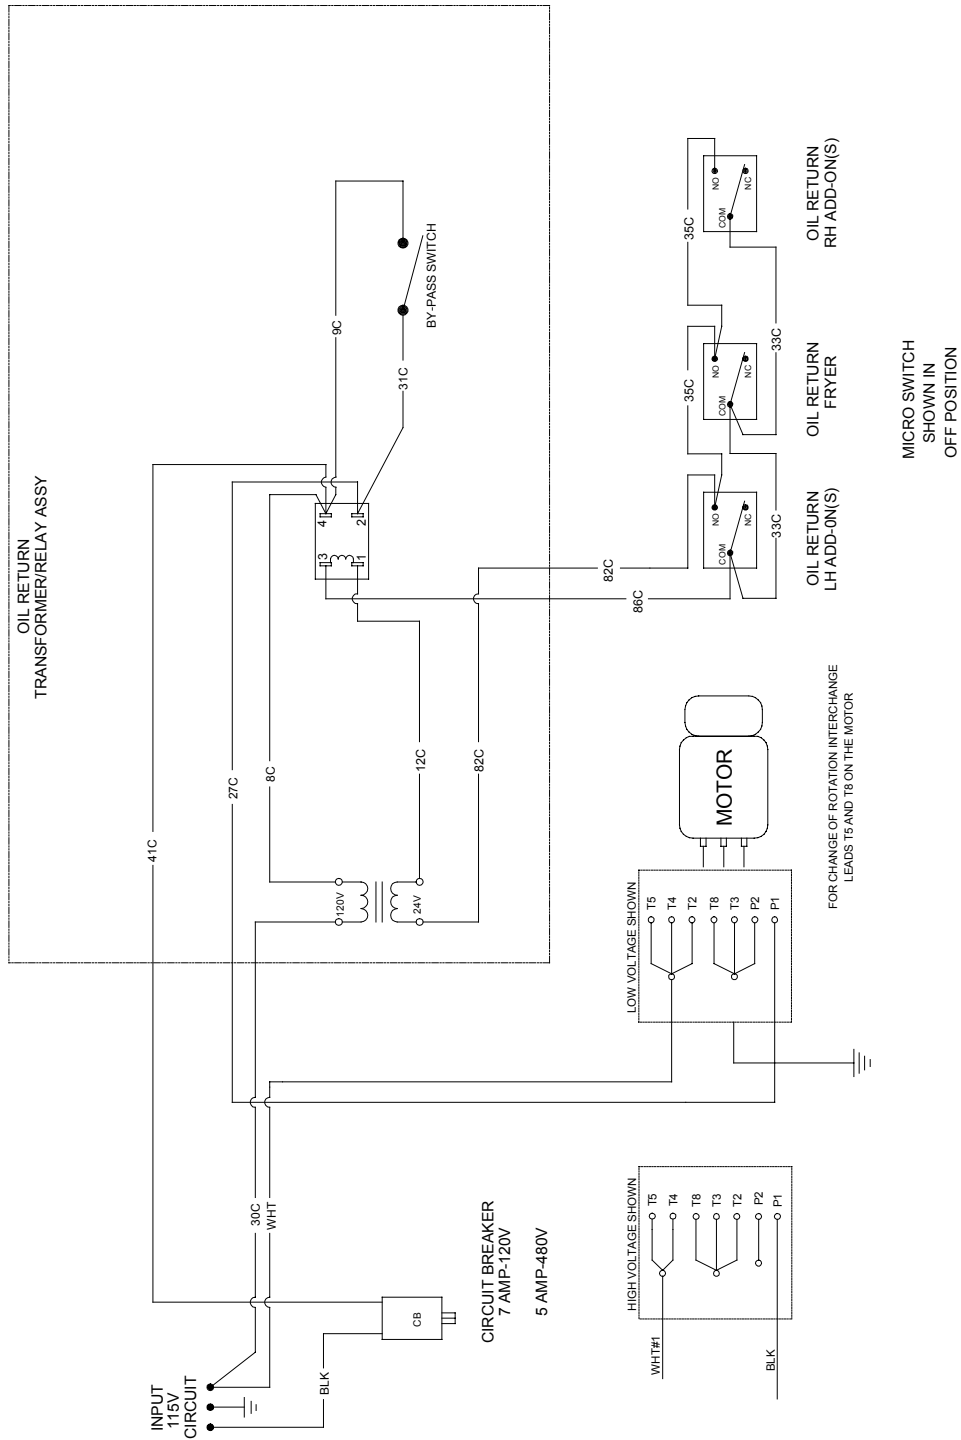 OIL RETURN
TRANSFORMER/RELAY ASSY
41C
27C
8C
12C
82C
9C
31C
BY-PASS SWITCH
4
2
3
1
120V
24V
82C
86C
35C
35C
33C
33C
NO
COM
NC
NO
COM
NC
NO
COM
NC
OIL RETURN
LH ADD-0N(S)
OIL RETURN
FRYER
OIL RETURN
RH ADD-ON(S)
MICRO SWITCH
SHOWN IN
OFF POSITION
INPUT
115V
CIRCUIT
BLK
30C
WHT
CB
CIRCUIT BREAKER
7 AMP-120V
5 AMP-480V
HIGH VOLTAGE SHOWN
T5
T4
T8
T3
T2
P2
P1
WHT#1
BLK
LOW VOLTAGE SHOWN
T5
T4
T2
T8
T3
P2
P1
MOTOR
FOR CHANGE OF ROTATION INTERCHANGE
LEADS T5 AND T8 ON THE MOTOR